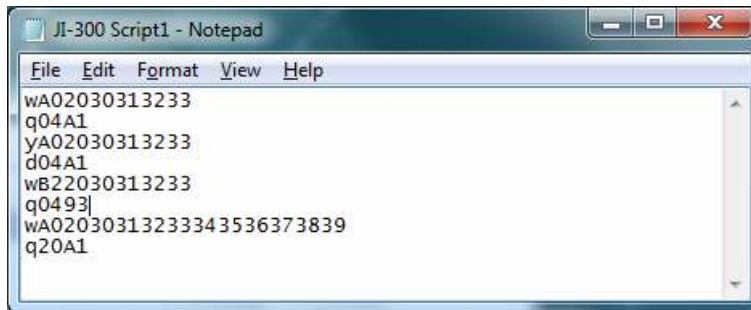 JI-300 Script1 - Notepad
File Edit Format View Help
wA02030313233
q04A1
yA02030313233
d04A1
wB22030313233
q0493
wA020303132333435363738​39
q20A1